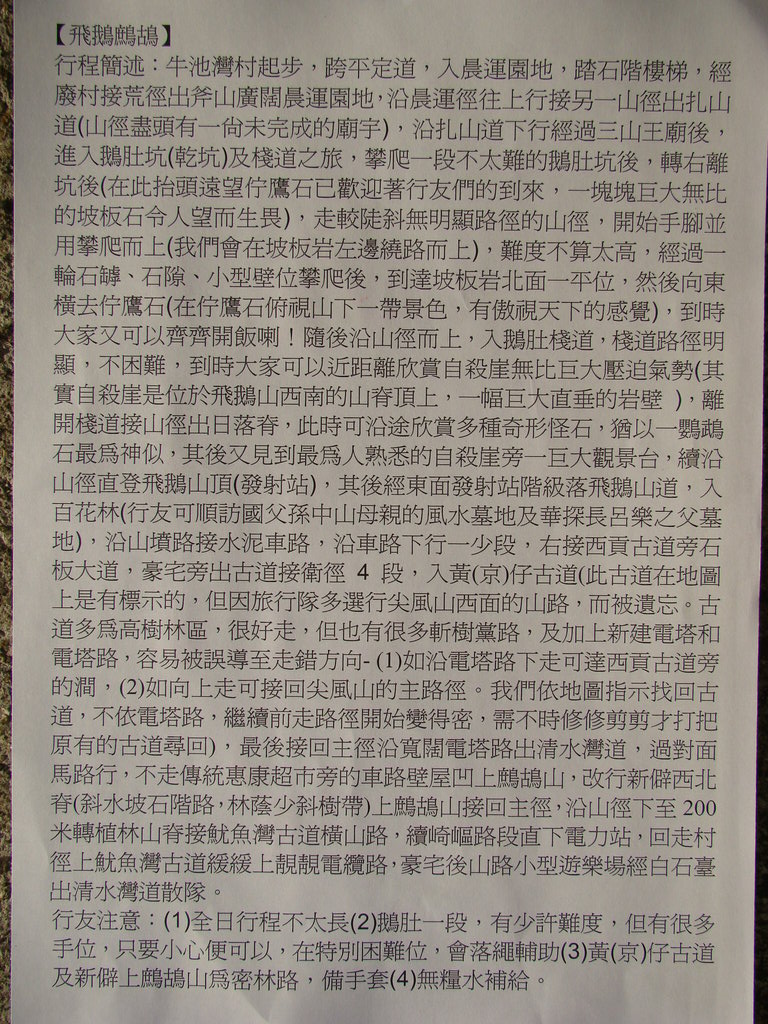 【飛鵝鷓鴣】
行程簡述：牛池灣村起步，跨平定道，入晨運園地，踏石階樓梯，經
廢村接荒徑出斧山廣闊晨運園地，沿晨運徑往上行接另一山徑出扎山
道(山徑盡頭有一尚未完成的廟宇)，沿扎山道下行經過三山王廟後，
進入鵝肚坑(乾坑)及棧道之旅，攀爬一段不太難的鵝肚坑後，轉右離
坑後(在此抬頭遠望佇鷹石已歡迎著行友們的到來，一塊塊巨大無比
的坡板石令人望而生畏)，走較陡斜無明顯路徑的山徑，開始手腳並
用攀爬而上(我們會在坡板岩左邊繞路而上)，難度不算太高，經過一
輪石罅、石隙、小型壁位攀爬後，到達坡板岩北面一平位，然後向東
橫去佇鷹石(在佇鷹石俯視山下一帶景色，有傲視天下的感覺)，到時
大家又可以齊齊開飯喇！隨後沿山徑而上，入鵝肚棧道，棧道路徑明
顯，不困難，到時大家可以近距離欣賞自殺崖無比巨大壓迫氣勢(其
實自殺崖是位於飛鵝山西南的山脊頂上，一幅巨大直垂的岩壁 )，離
開棧道接山徑出日落脊，此時可沿途欣賞多種奇形怪石，猶以一鸚鵡
石最為神似，其後又見到最為人熟悉的自殺崖旁一巨大觀景台，續沿
山徑直登飛鵝山頂(發射站)，其後經東面發射站階級落飛鵝山道，入
百花林(行友可順訪國父孫中山母親的風水墓地及華探長呂樂之父墓
地)，沿山墳路接水泥車路，沿車路下行一少段，右接西貢古道旁石
板大道，豪宅旁出古道接衛徑 4 段，入黃(京)仔古道(此古道在地圖
上是有標示的，但因旅行隊多選行尖風山西面的山路，而被遺忘。古
道多為高樹林區，很好走，但也有很多斬樹黨路，及加上新建電塔和
電塔路，容易被誤導至走錯方向- (1)如沿電塔路下走可達西貢古道旁
的澗，(2)如向上走可接回尖風山的主路徑。我們依地圖指示找回古
道，不依電塔路，繼續前走路徑開始變得密，需不時修修剪剪才打把
原有的古道尋回)，最後接回主徑沿寬闊電塔路出清水灣道，過對面
馬路行，不走傳統惠康超市旁的車路壁屋凹上鷓鴣山，改行新僻西北
脊(斜水坡石階路，林蔭少斜樹帶)上鷓鴣山接回主徑，沿山徑下至 200
米轉植林山脊接魷魚灣古道橫山路，續崎嶇路段直下電力站，回走村
徑上魷魚灣古道緩緩上靚靚電纜路，豪宅後山路小型遊樂場經白石臺
出清水灣道散隊。
行友注意：(1)全日行程不太長(2)鵝肚一段，有少許難度，但有很多
手位，只要小心便可以，在特別困難位，會落繩輔助(3)黃(京)仔古道
及新僻上鷓鴣山為密林路，備手套(4)無糧水補給。